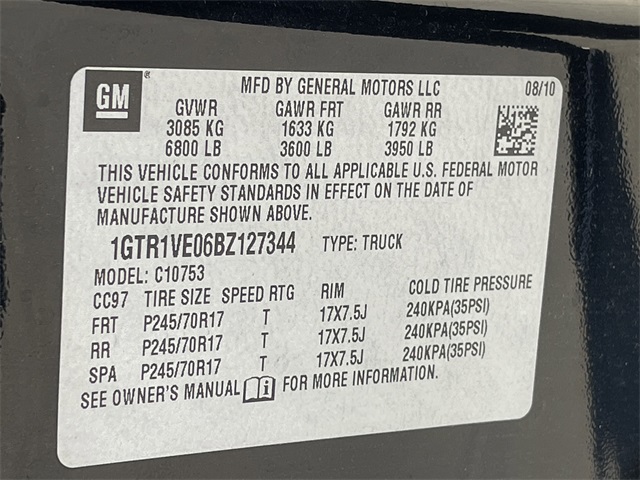 GM
MFD BY GENERAL MOTORS LLC 08/10
GVWR GAWR FRT GAWR RR
3085 KG 1633 KG 1792 KG
6800 LB 3600 LB 3950 LB
THIS VEHICLE CONFORMS TO ALL APPLICABLE U.S. FEDERAL MOTOR
VEHICLE SAFETY STANDARDS IN EFFECT ON THE DATE OF
MANUFACTURE SHOWN ABOVE.
1GTR1VE06BZ127344 TYPE: TRUCK
MODEL: C10753
CC97 TIRE SIZE SPEED RTG RIM COLD TIRE PRESSURE
FRT P245/70R17 T 17X7.5J 240KPA(35PSI)
RR P245/70R17 T 17X7.5J 240KPA(35PSI)
SPA P245/70R17 T 17X7.5J 240KPA(35PSI)
SEE OWNER'S MANUAL i FOR MORE INFORMATION.